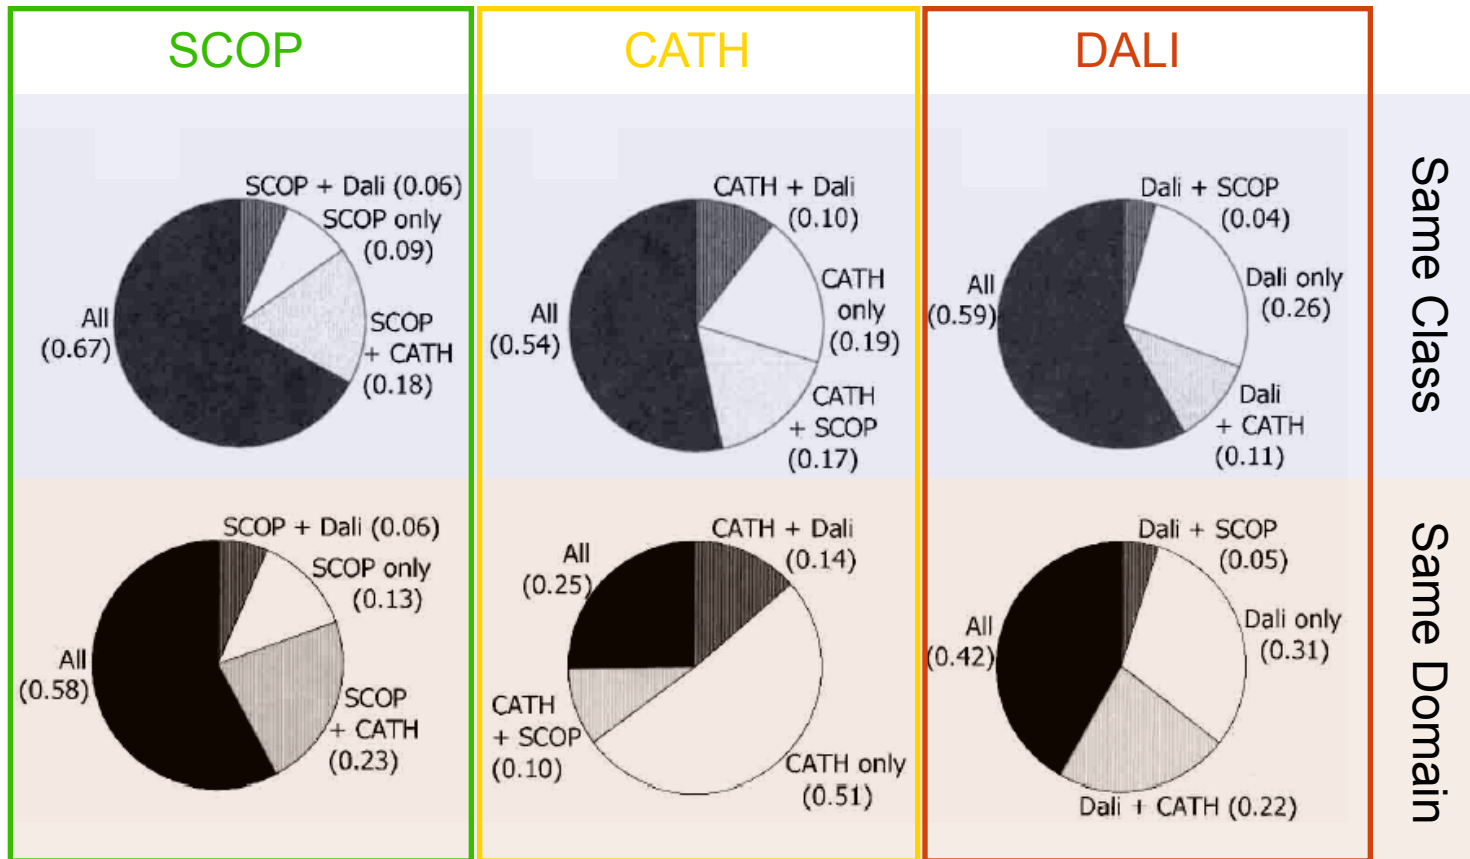 SCOP
CATH
DALI
SCOP + Dali (0.06)
SCOP only
(0.09)
SCOP
+ CATH
(0.18)
All
(0.67)
CATH + Dali
(0.10)
CATH
only
(0.19)
CATH
+ SCOP
(0.17)
All
(0.54)
Dali + SCOP
(0.04)
Dali only
(0.26)
Dali
+ CATH
(0.11)
All
(0.59)
Same Class
SCOP + Dali (0.06)
SCOP only
(0.13)
SCOP
+ CATH
(0.23)
All
(0.58)
CATH + Dali
(0.14)
CATH only
(0.51)
CATH
+ SCOP
(0.10)
All
(0.25)
Dali + SCOP
(0.05)
Dali only
(0.31)
Dali + CATH (0.22)
All
(0.42)
Same Domain